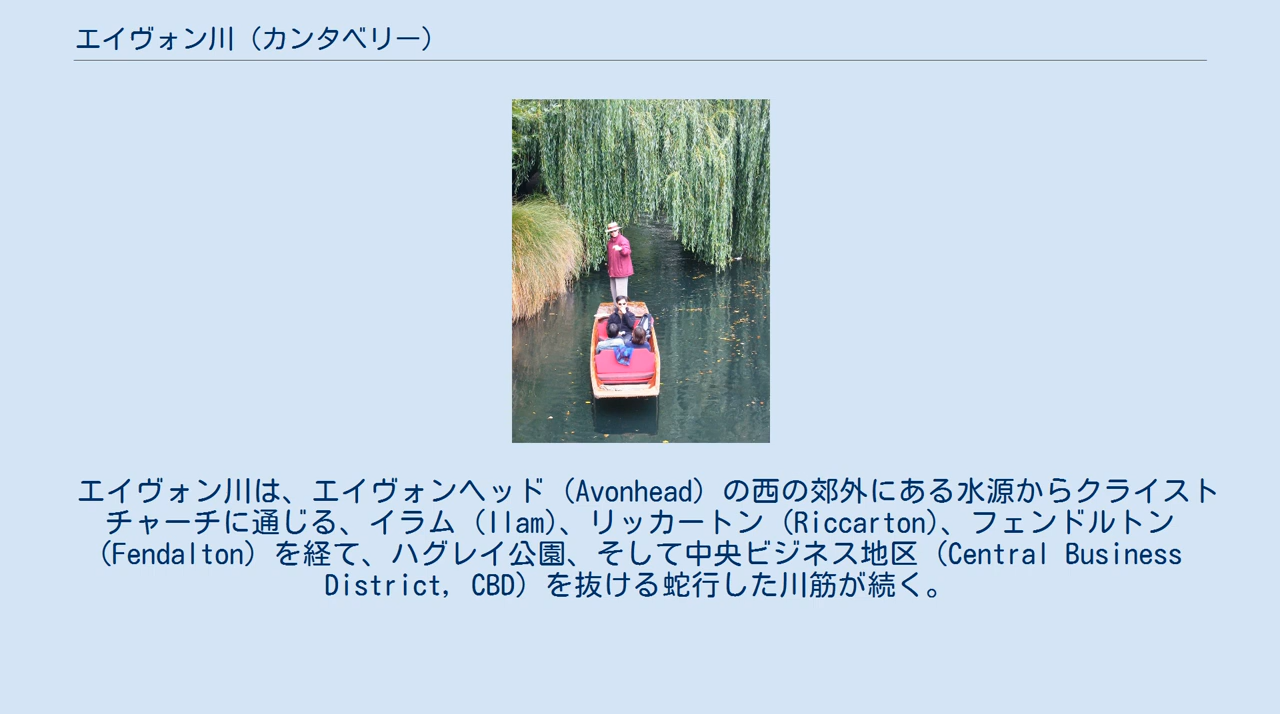 エイヴォン川（カンタベリー）
エイヴォン川は、エイヴォンヘッド（Avonhead）の西の郊外にある水源からクライスト
チャーチに通じる、イラム（Ilam)、リッカートン（Riccarton)、フェンドルトン
（Fendalton）を経て、ハグレイ公園、そして中央ビジネス地区（Central Business
District, CBD）を抜ける蛇行した川筋が続く。